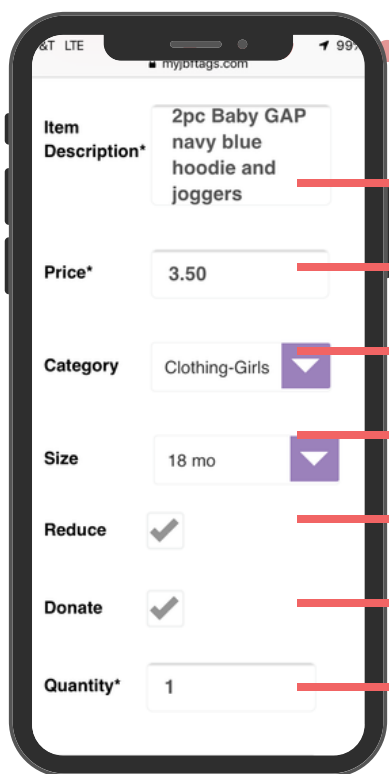 &T LTE 99%
myjbftags.com
Item
Description*
2pc Baby GAP
navy blue
hoodie and
joggers
Price*
3.50
Category
Clothing-Girls
Size
18 mo
Reduce
Donate
Quantity*
1